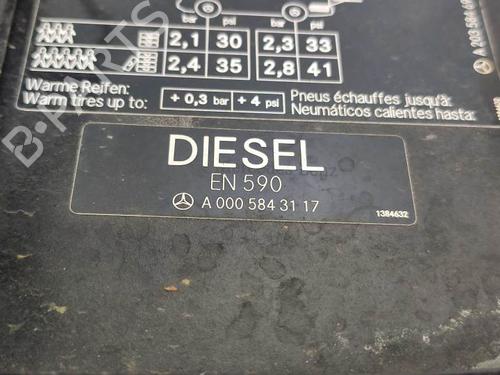 bar psi bar psi
2,1 30 2,3 33
2,4 35 2,8 41
Warme Reifen:
Warm tires up to:
+ 0,3 bar + 4 psi
Pneus échauffes jusqu'à:
Neumáticos calientes hasta:
A 203 584
DIESEL
EN 590
A 000 584 31 17
1384632